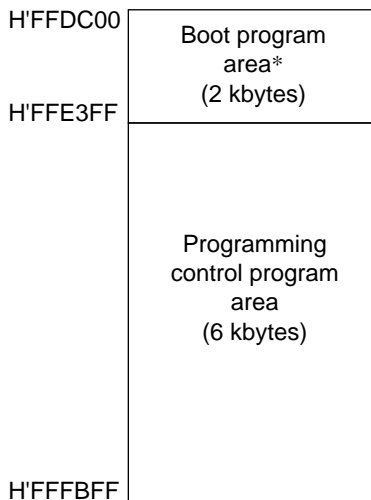 H'FFDC00
Boot program
area*
(2 kbytes)
H'FFE3FF
Programming
control program
area
(6 kbytes)
H'FFFBFF